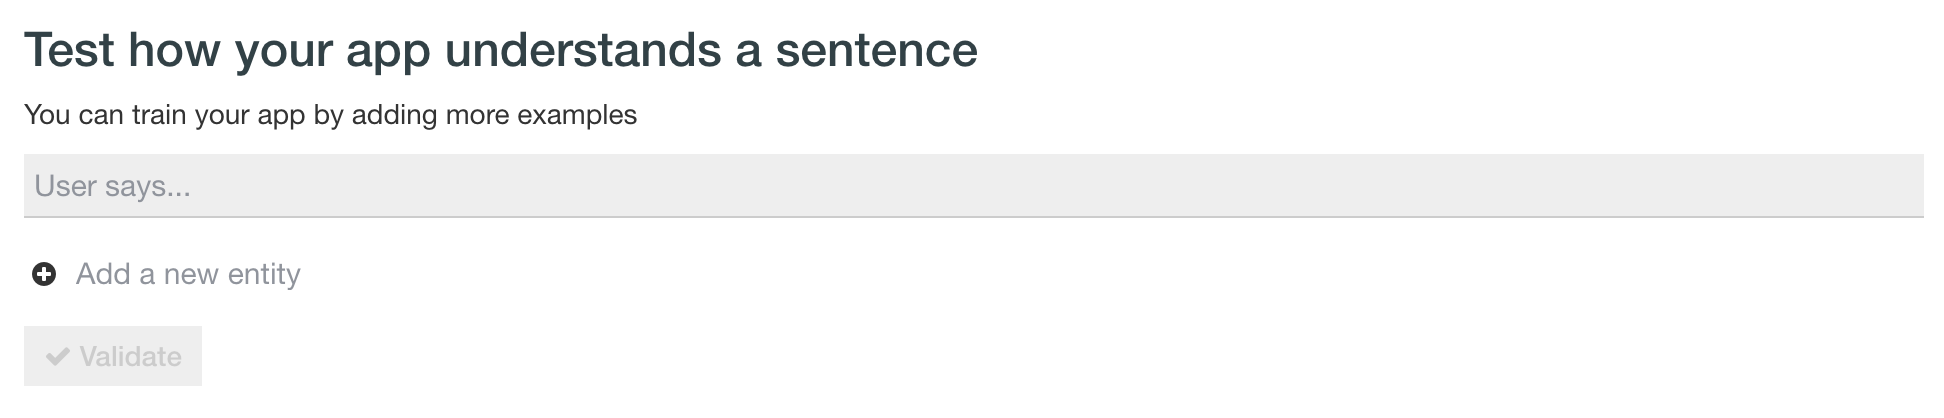 Test how your app understands a sentence
You can train your app by adding more examples
User says...
Add a new entity
Validate